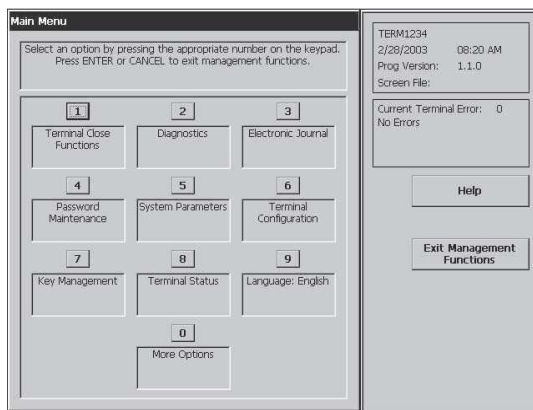 Main Menu
Select an option by pressing the appropriate number on the keypad.
Press ENTER or CANCEL to exit management functions.
1
Terminal Close
Functions
2
Diagnostics
3
Electronic Journal
4
Password
Maintenance
5
System Parameters
6
Terminal
Configuration
7
Key Management
8
Terminal Status
9
Language: English
0
More Options
TERM1234
2/28/2003 08:20 AM
Prog Version: 1.1.0
Screen File:
Current Terminal Error: 0
No Errors
Help
Exit Management
Functions